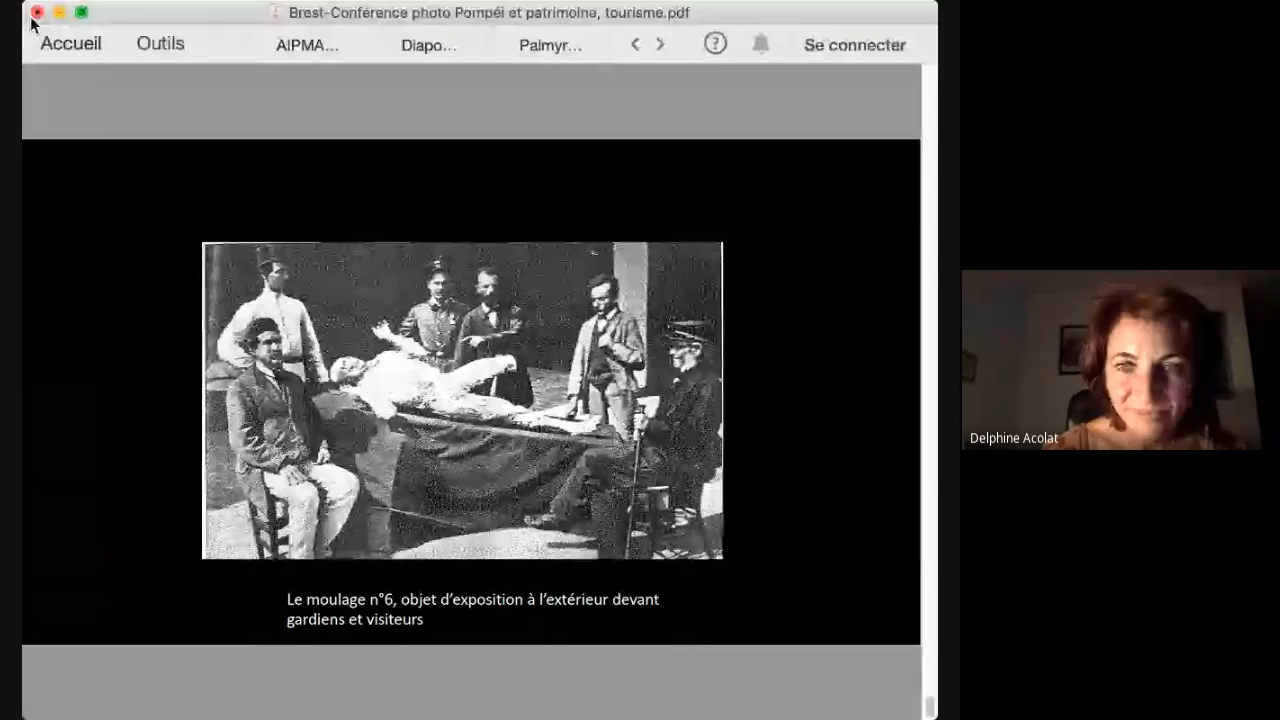 Brest-Conférence photo Pompéi et patrimoine, tourisme.pdf
Accueil
Outils
AIPMA...
Diapo...
Palmyr...
?
Se connecter
Delphine Acolat
Le moulage n°6, objet d'exposition à l'extérieur devant
gardiens et visiteurs